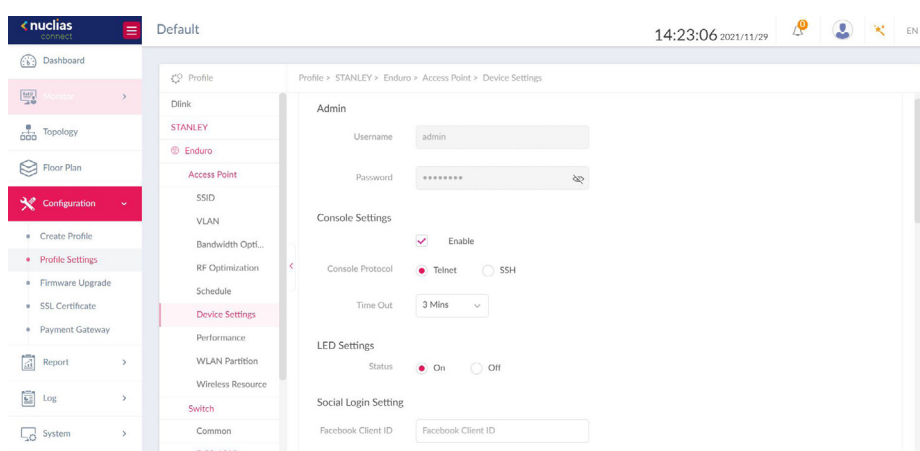 nuclias
connect
Default
14:23:06 2021/11/29
0
EN
Dashboard
Monitor
Topology
Floor Plan
Configuration
Create Profile
Profile Settings
Firmware Upgrade
SSL Certificate
Payment Gateway
Report
Log
System
Profile
Dlink
STANLEY
Enduro
Access Point
SSID
VLAN
Bandwidth Opti...
RF Optimization
Schedule
Device Settings
Performance
WLAN Partition
Wireless Resource
Switch
Common
Profile > STANLEY > Enduro > Access Point > Device Settings
Admin
Username admin
Password ********
Console Settings
Enable
Console Protocol Telnet SSH
Time Out 3 Mins
LED Settings
Status On Off
Social Login Setting
Facebook Client ID Facebook Client ID